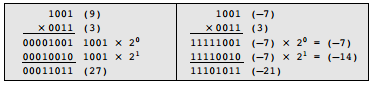 1001 (9)
×0011 (3)
00001001 1001 × 2⁰
00010010 1001 × 2¹
00011011 (27)
1001 (−7)
×0011 (3)
11111001 (−7) × 2⁰ = (−7)
11110010 (−7) × 2¹ = (−14)
11101011 (−21)